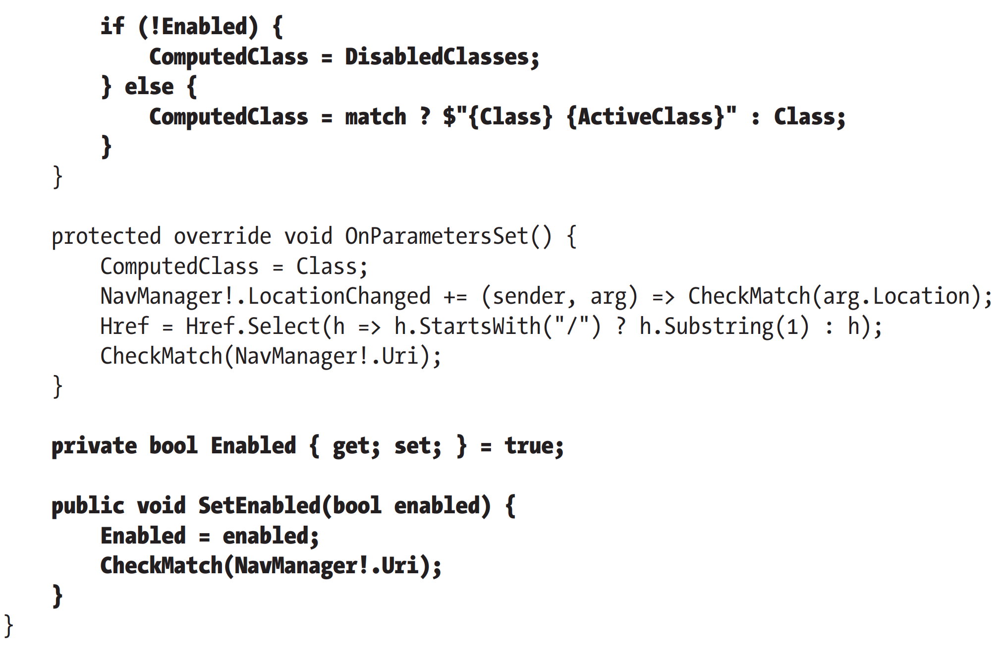 if (!Enabled) {
            ComputedClass = DisabledClasses;
        } else {
            ComputedClass = match ? $"{Class} {ActiveClass}" : Class;
        }
    }

    protected override void OnParametersSet() {
        ComputedClass = Class;
        NavManager!.LocationChanged += (sender, arg) => CheckMatch(arg.Location);
        Href = Href.Select(h => h.StartsWith("/") ? h.Substring(1) : h);
        CheckMatch(NavManager!.Uri);
    }

    private bool Enabled { get; set; } = true;

    public void SetEnabled(bool enabled) {
        Enabled = enabled;
        CheckMatch(NavManager!.Uri);
    }
}